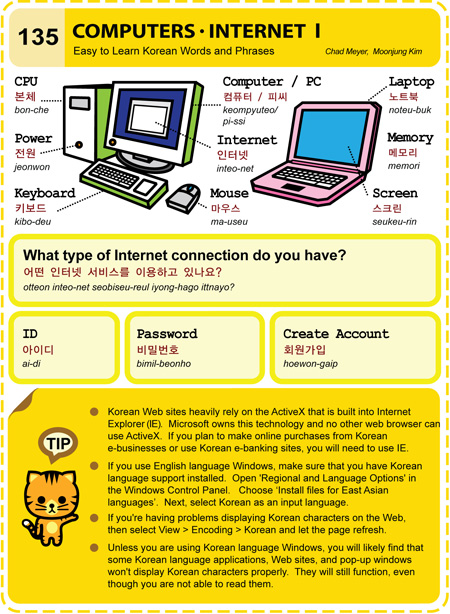 135
COMPUTERS · INTERNET I
Easy to Learn Korean Words and Phrases
Chad Meyer, Moonjung Kim
CPU
본체
bon-che
Computer / PC
컴퓨터 / 피씨
keompyuteo/
pi-ssi
Laptop
노트북
noteu-buk
Power
전원
jeonwon
Internet
인터넷
inteo-net
Memory
메모리
memori
Keyboard
키보드
kibo-deu
Mouse
마우스
ma-useu
Screen
스크린
seukeu-rin
What type of Internet connection do you have?
어떤 인터넷 서비스를 이용하고 있나요?
otteon inteo-net seobiseu-reul iyong-hago ittnayo?
ID
아이디
ai-di
Password
비밀번호
bimil-beonho
Create Account
회원가입
hoewon-gaip
TIP
Korean Web sites heavily rely on the ActiveX that is built into Internet
Explorer (IE). Microsoft owns this technology and no other web browser can
use ActiveX. If you plan to make online purchases from Korean
e-businesses or use Korean e-banking sites, you will need to use IE.
If you use English language Windows, make sure that you have Korean
language support installed. Open 'Regional and Language Options' in
the Windows Control Panel. Choose 'Install files for East Asian
languages'. Next, select Korean as an input language.
If you're having problems displaying Korean characters on the Web,
then select View > Encoding > Korean and let the page refresh.
Unless you are using Korean language Windows, you will likely find that
some Korean language applications, Web sites, and pop-up windows
won't display Korean characters properly. They will still function, even
though you are not able to read them.